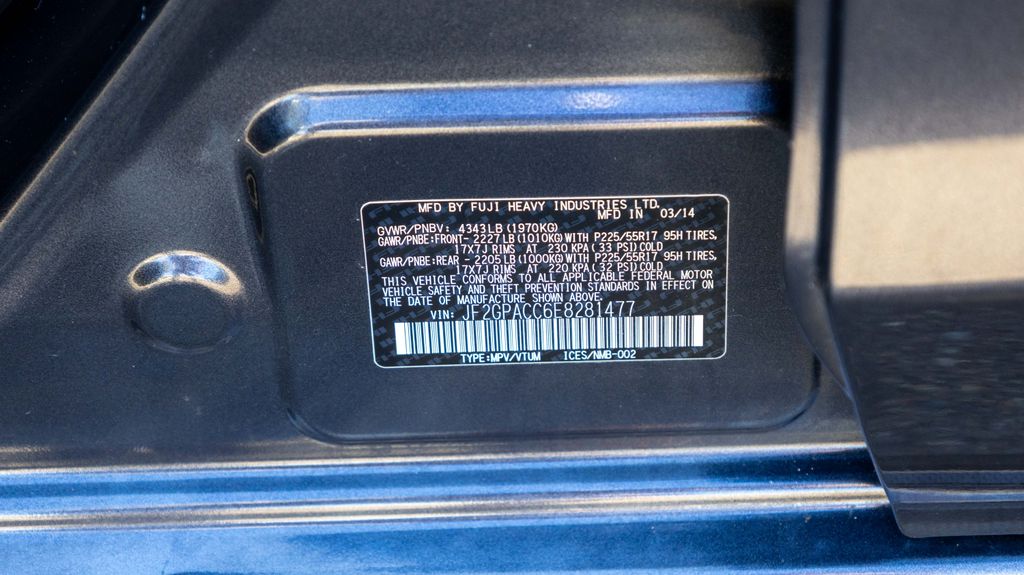 MFD BY FUJI HEAVY INDUSTRIES LTD.
MFD IN 03/14
GVWR/PNBV: 4343LB(1970KG)
GAWR/PNBE:FRONT- 2227LB(1010KG)WITH P225/55R17 95H TIRES,
17X7J RIMS AT 230 KPA(33 PSI)COLD
GAWR/PNBE:REAR - 2205LB(1000KG)WITH P225/55R17 95H TIRES,
17X7J RIMS AT 220 KPA(32 PSI)COLD
THIS VEHICLE CONFORMS TO ALL APPLICABLE FEDERAL MOTOR
VEHICLE SAFETY AND THEFT PREVENTION STANDARDS IN EFFECT ON
THE DATE OF MANUFACTURE SHOWN ABOVE.
VIN: JF2GPACC6E8281477
TYPE:MPV/VTUM ICES/NMB-002